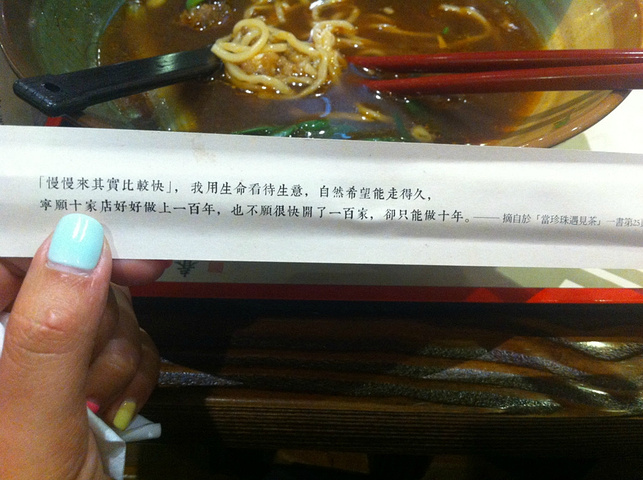 「慢慢來其實比較快」，我用生命看待生意，自然希望能走得久，
寧願十家店好好做上一百年，也不願很快開了一百家，卻只能做十年。——摘自於「當珍珠遇見茶」一書第25